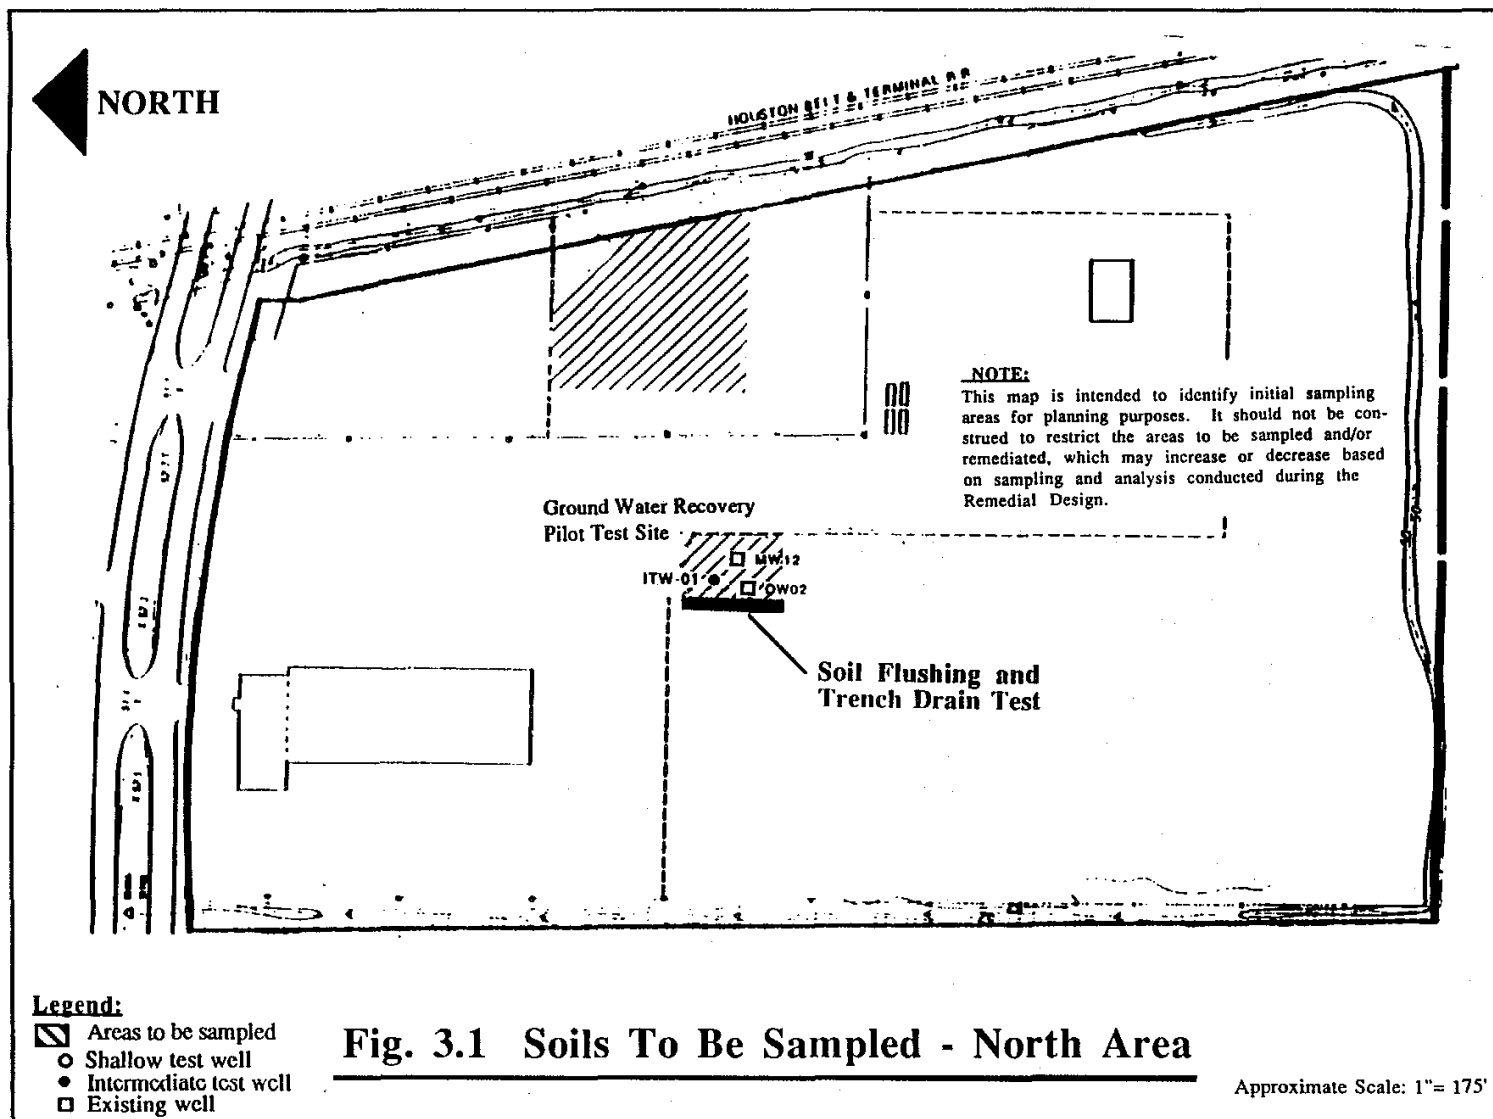 NORTH
HOUSTON BELT & TERMINAL R R
NOTE:
This map is intended to identify initial sampling
areas for planning purposes. It should not be con-
strued to restrict the areas to be sampled and/or
remediated, which may increase or decrease based
on sampling and analysis conducted during the
Remedial Design.
Ground Water Recovery
Pilot Test Site
MW12
ITW-01
OW02
Soil Flushing and
Trench Drain Test
Legend:
Areas to be sampled
Shallow test well
Intermediate test well
Existing well
Fig. 3.1 Soils To Be Sampled - North Area
Approximate Scale: 1"= 175'